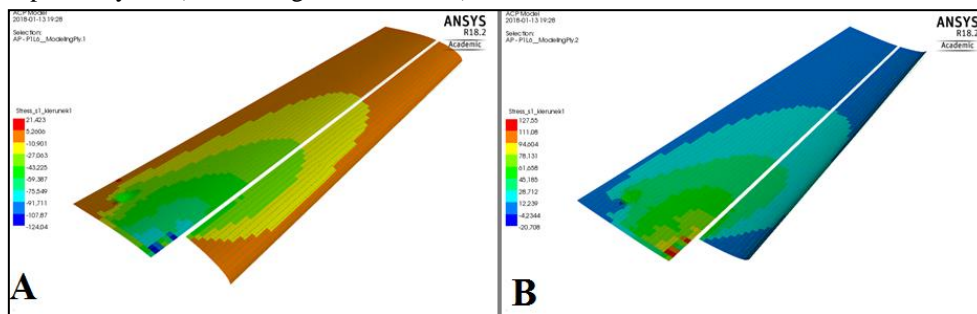 ACP Model
2018-01-13 19:28
Selection:
AP - P1L6__ModelingPly.1
ANSYS
R18.2
Academic
Stress_s1_kierunek1
21,423
5,2606
-10,901
-27,063
-43,225
-59,387
-75,549
-91,711
-107,87
-124,04
A
ACP Model
2018-01-13 19:28
Selection:
AP - P1L6__ModelingPly.2
ANSYS
R18.2
Academic
Stress_s1_kierunek1
127,55
111,08
94,604
78,131
61,658
45,185
28,712
12,239
-4,2344
-20,708
B